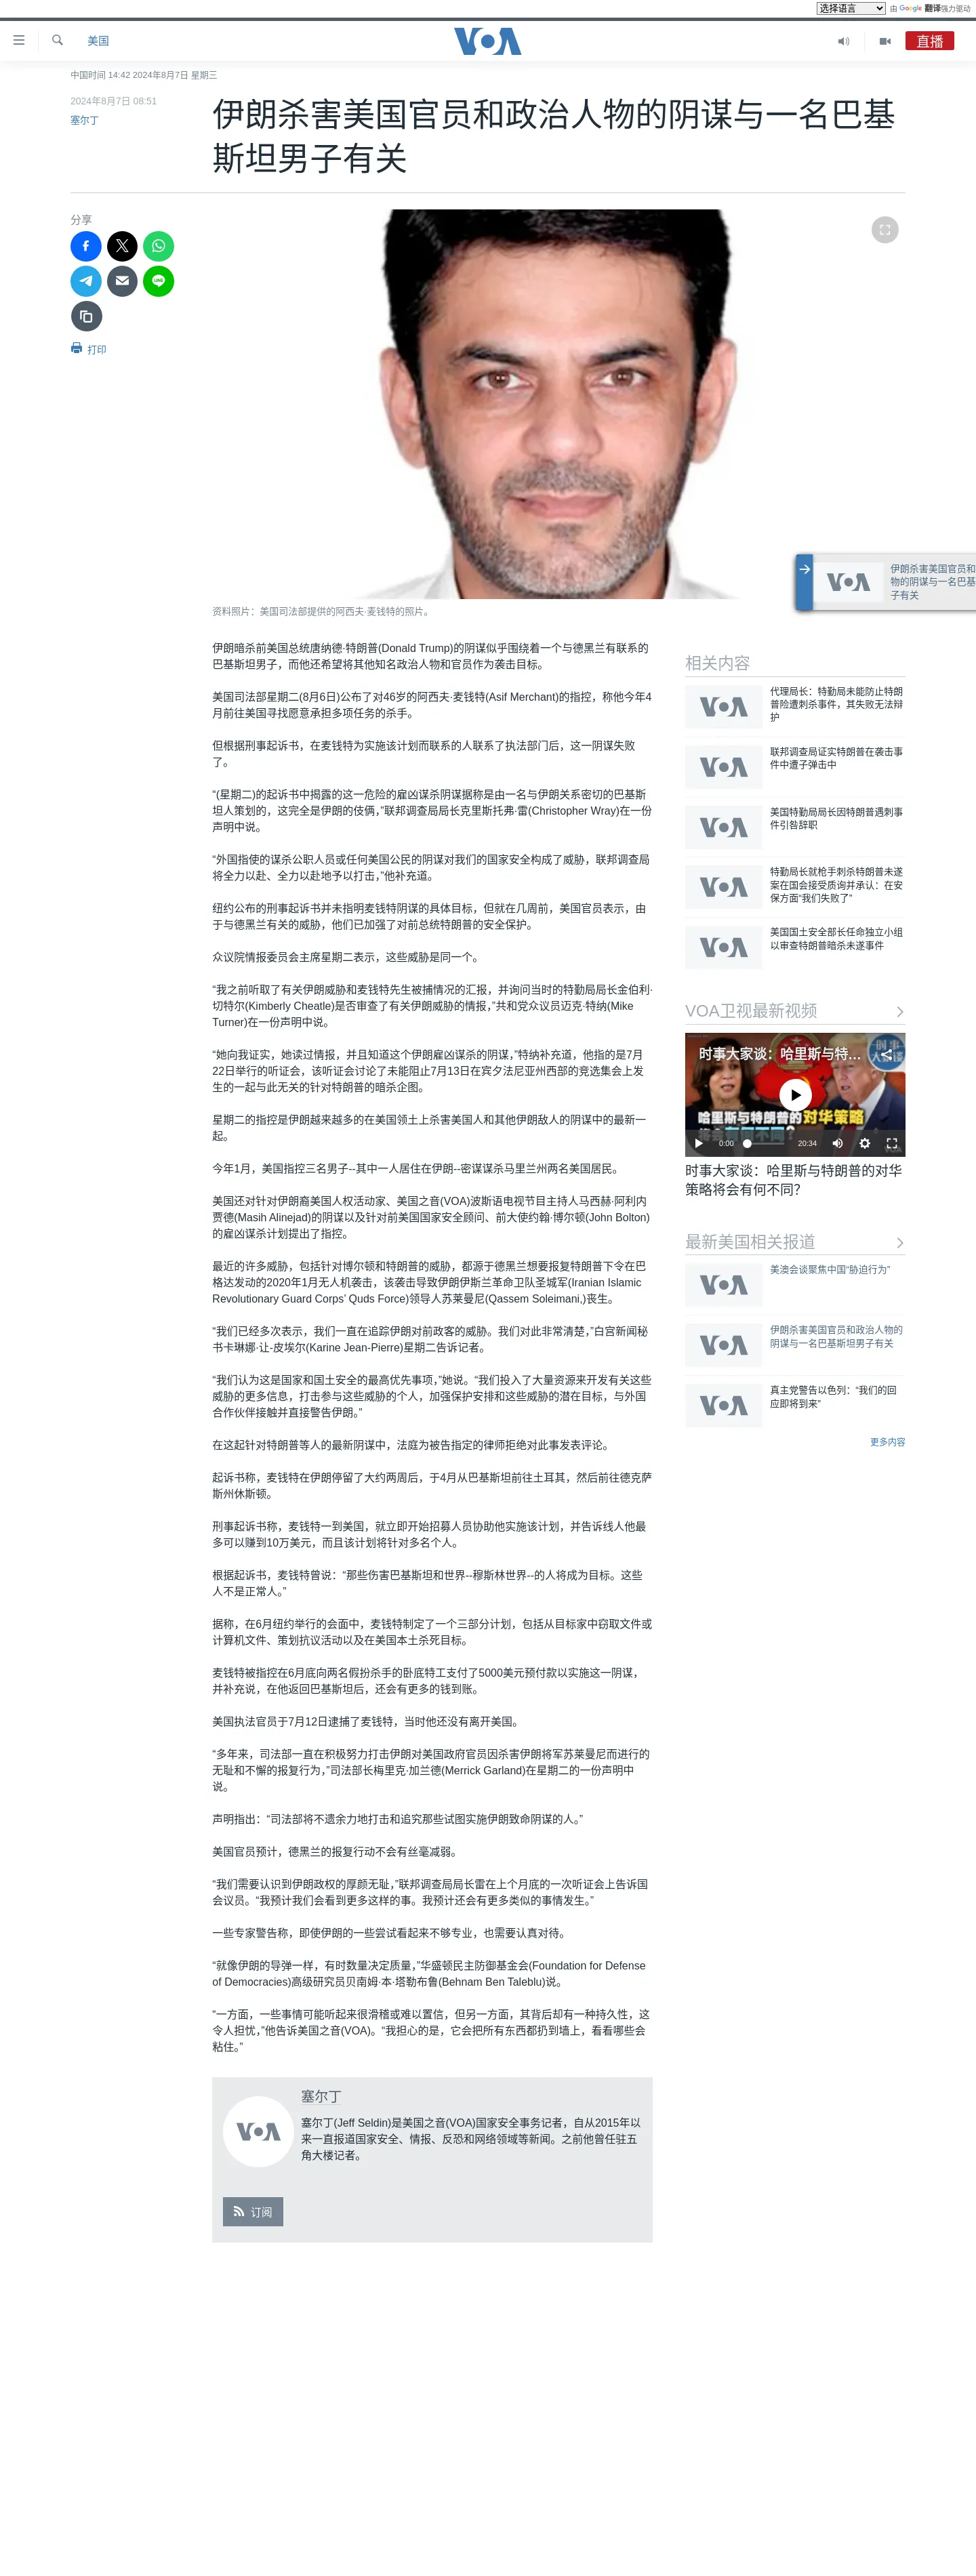 选择语言 由 Google 翻译强力驱动
美国
VOA
直播
中国时间 14:42 2024年8月7日 星期三
2024年8月7日 08:51
塞尔丁
伊朗杀害美国官员和政治人物的阴谋与一名巴基
斯坦男子有关
分享
打印
资料照片：美国司法部提供的阿西夫·麦钱特的照片。
VOA
伊朗杀害美国官员和
物的阴谋与一名巴基
子有关
伊朗暗杀前美国总统唐纳德·特朗普(Donald Trump)的阴谋似乎围绕着一个与德黑兰有联系的
巴基斯坦男子，而他还希望将其他知名政治人物和官员作为袭击目标。
美国司法部星期二(8月6日)公布了对46岁的阿西夫·麦钱特(Asif Merchant)的指控，称他今年4
月前往美国寻找愿意承担多项任务的杀手。
但根据刑事起诉书，在麦钱特为实施该计划而联系的人联系了执法部门后，这一阴谋失败
了。
“(星期二)的起诉书中揭露的这一危险的雇凶谋杀阴谋据称是由一名与伊朗关系密切的巴基斯
坦人策划的，这完全是伊朗的伎俩，”联邦调查局局长克里斯托弗·雷(Christopher Wray)在一份
声明中说。
“外国指使的谋杀公职人员或任何美国公民的阴谋对我们的国家安全构成了威胁，联邦调查局
将全力以赴、全力以赴地予以打击，”他补充道。
纽约公布的刑事起诉书并未指明麦钱特阴谋的具体目标，但就在几周前，美国官员表示，由
于与德黑兰有关的威胁，他们已加强了对前总统特朗普的安全保护。
众议院情报委员会主席星期二表示，这些威胁是同一个。
“我之前听取了有关伊朗威胁和麦钱特先生被捕情况的汇报，并询问当时的特勤局局长金伯利·
切特尔(Kimberly Cheatle)是否审查了有关伊朗威胁的情报，”共和党众议员迈克·特纳(Mike
Turner)在一份声明中说。
“她向我证实，她读过情报，并且知道这个伊朗雇凶谋杀的阴谋，”特纳补充道，他指的是7月
22日举行的听证会，该听证会讨论了未能阻止7月13日在宾夕法尼亚州西部的竞选集会上发
生的一起与此无关的针对特朗普的暗杀企图。
星期二的指控是伊朗越来越多的在美国领土上杀害美国人和其他伊朗敌人的阴谋中的最新一
起。
今年1月，美国指控三名男子--其中一人居住在伊朗--密谋谋杀马里兰州两名美国居民。
美国还对针对伊朗裔美国人权活动家、美国之音(VOA)波斯语电视节目主持人马西赫·阿利内
贾德(Masih Alinejad)的阴谋以及针对前美国国家安全顾问、前大使约翰·博尔顿(John Bolton)
的雇凶谋杀计划提出了指控。
最近的许多威胁，包括针对博尔顿和特朗普的威胁，都源于德黑兰想要报复特朗普下令在巴
格达发动的2020年1月无人机袭击，该袭击导致伊朗伊斯兰革命卫队圣城军(Iranian Islamic
Revolutionary Guard Corps’ Quds Force)领导人苏莱曼尼(Qassem Soleimani,)丧生。
“我们已经多次表示，我们一直在追踪伊朗对前政客的威胁。我们对此非常清楚，”白宫新闻秘
书卡琳娜·让-皮埃尔(Karine Jean-Pierre)星期二告诉记者。
“我们认为这是国家和国土安全的最高优先事项，”她说。“我们投入了大量资源来开发有关这些
威胁的更多信息，打击参与这些威胁的个人，加强保护安排和这些威胁的潜在目标，与外国
合作伙伴接触并直接警告伊朗。”
在这起针对特朗普等人的最新阴谋中，法庭为被告指定的律师拒绝对此事发表评论。
起诉书称，麦钱特在伊朗停留了大约两周后，于4月从巴基斯坦前往土耳其，然后前往德克萨
斯州休斯顿。
刑事起诉书称，麦钱特一到美国，就立即开始招募人员协助他实施该计划，并告诉线人他最
多可以赚到10万美元，而且该计划将针对多名个人。
根据起诉书，麦钱特曾说：“那些伤害巴基斯坦和世界--穆斯林世界--的人将成为目标。这些
人不是正常人。”
据称，在6月纽约举行的会面中，麦钱特制定了一个三部分计划，包括从目标家中窃取文件或
计算机文件、策划抗议活动以及在美国本土杀死目标。
麦钱特被指控在6月底向两名假扮杀手的卧底特工支付了5000美元预付款以实施这一阴谋，
并补充说，在他返回巴基斯坦后，还会有更多的钱到账。
美国执法官员于7月12日逮捕了麦钱特，当时他还没有离开美国。
“多年来，司法部一直在积极努力打击伊朗对美国政府官员因杀害伊朗将军苏莱曼尼而进行的
无耻和不懈的报复行为，”司法部长梅里克·加兰德(Merrick Garland)在星期二的一份声明中
说。
声明指出：“司法部将不遗余力地打击和追究那些试图实施伊朗致命阴谋的人。”
美国官员预计，德黑兰的报复行动不会有丝毫减弱。
“我们需要认识到伊朗政权的厚颜无耻，”联邦调查局局长雷在上个月底的一次听证会上告诉国
会议员。“我预计我们会看到更多这样的事。我预计还会有更多类似的事情发生。”
一些专家警告称，即使伊朗的一些尝试看起来不够专业，也需要认真对待。
“就像伊朗的导弹一样，有时数量决定质量，”华盛顿民主防御基金会(Foundation for Defense
of Democracies)高级研究员贝南姆·本·塔勒布鲁(Behnam Ben Taleblu)说。
“一方面，一些事情可能听起来很滑稽或难以置信，但另一方面，其背后却有一种持久性，这
令人担忧，”他告诉美国之音(VOA)。“我担心的是，它会把所有东西都扔到墙上，看看哪些会
粘住。”
VOA
塞尔丁
塞尔丁(Jeff Seldin)是美国之音(VOA)国家安全事务记者，自从2015年以
来一直报道国家安全、情报、反恐和网络领域等新闻。之前他曾任驻五
角大楼记者。
订阅
相关内容
VOA
代理局长：特勤局未能防止特朗
普险遭刺杀事件，其失败无法辩
护
VOA
联邦调查局证实特朗普在袭击事
件中遭子弹击中
VOA
美国特勤局局长因特朗普遇刺事
件引咎辞职
VOA
特勤局长就枪手刺杀特朗普未遂
案在国会接受质询并承认：在安
保方面“我们失败了”
VOA
美国国土安全部长任命独立小组
以审查特朗普暗杀未遂事件
VOA卫视最新视频
时事大家谈：哈里斯与特…
哈里斯与特朗普的对华策略
0:00
20:34
时事大家谈：哈里斯与特朗普的对华
策略将会有何不同？
最新美国相关报道
VOA
美澳会谈聚焦中国“胁迫行为”
VOA
伊朗杀害美国官员和政治人物的
阴谋与一名巴基斯坦男子有关
VOA
真主党警告以色列：“我们的回
应即将到来”
更多内容